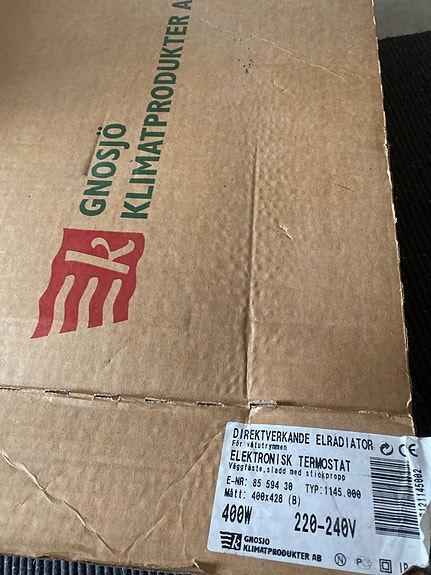 GNOSJÖ
KLIMATPRODUKTER A
DIREKTVERKANDE ELRADIATOR
För våtutrymmen
ELEKTRONISK TERMOSTAT
Väggfäste,sladd med stickpropp
E-NR: 85 594 30 TYP:1145.000
Mått: 400x428 (B)
400W 220-240V
GNOSJÖ
KLIMATPRODUKTER AB